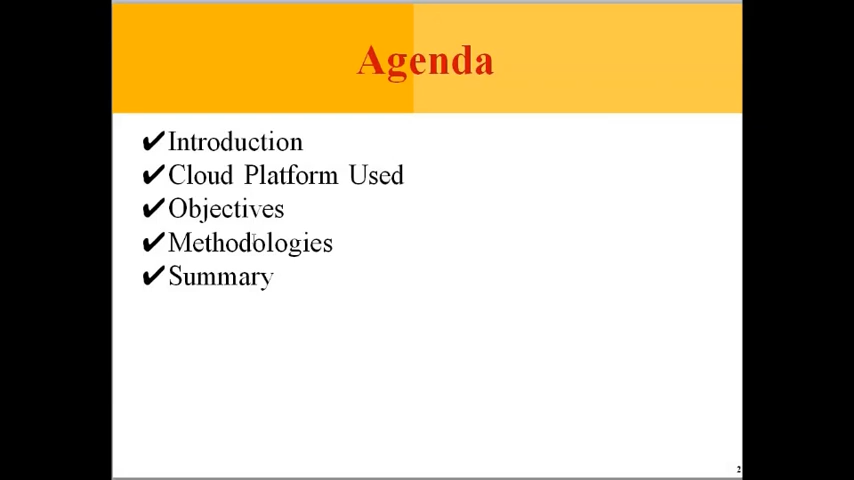 Agenda
✔Introduction
✔Cloud Platform Used
✔Objectives
✔Methodologies
✔Summary
2